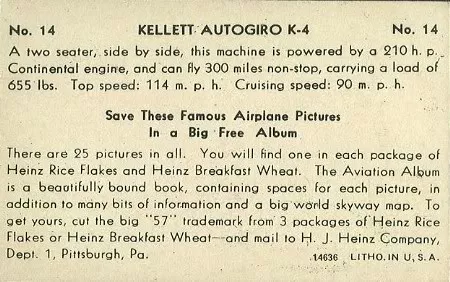 No. 14 KELLETT AUTOGIRO K-4 No. 14
A two seater, side by side, this machine is powered by a 210 h. p.
Continental engine, and can fly 300 miles non-stop, carrying a load of
655 lbs. Top speed: 114 m. p. h. Cruising speed: 90 m. p. h.
Save These Famous Airplane Pictures
In a Big Free Album
There are 25 pictures in all. You will find one in each package of
Heinz Rice Flakes and Heinz Breakfast Wheat. The Aviation Album
is a beautifully bound book, containing spaces for each picture, in
addition to many bits of information and a big world skyway map. To
get yours, cut the big "57" trademark from 3 packages of Heinz Rice
Flakes or Heinz Breakfast Wheat—and mail to H. J. Heinz Company,
Dept. 1, Pittsburgh, Pa. 14636 LITHO. IN U. S. A.